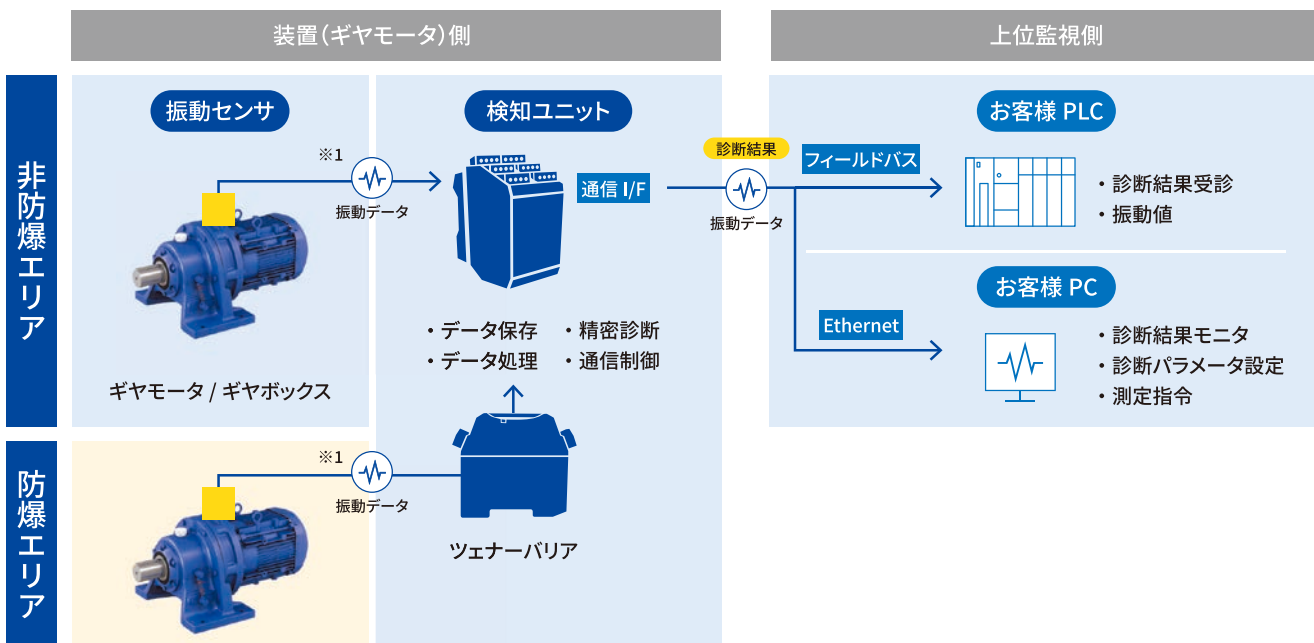 装置（ギヤモータ）側
上位監視側
非防爆エリア
振動センサ
※1
振動データ
ギヤモータ / ギヤボックス
検知ユニット
通信 I/F
・データ保存 ・精密診断
・データ処理 ・通信制御
診断結果
振動データ
フィールドバス
お客様 PLC
・診断結果受診
・振動値
Ethernet
お客様 PC
・診断結果モニタ
・診断パラメータ設定
・測定指令
防爆エリア
※1
振動データ
ツェナーバリア